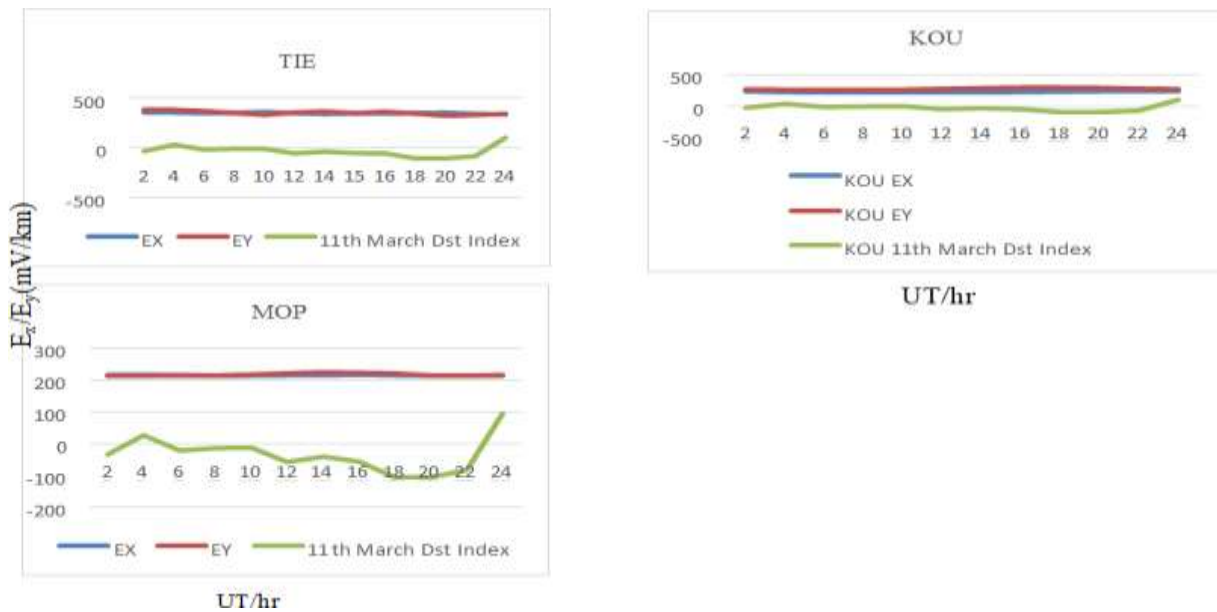 TIE
500
0
-500
2 4 6 8 10 12 14 15 16 18 20 22 24
EX EY 11th March Dst Index
KOU
500
0
-500
2 4 6 8 10 12 14 16 18 20 22 24
KOU EX
KOU EY
KOU 11th March Dst Index
UT/hr
Ex/Ey(mV/km)
MOP
300
200
100
0
-100
-200
2 4 6 8 10 12 14 16 18 20 22 24
EX EY 11th March Dst Index
UT/hr